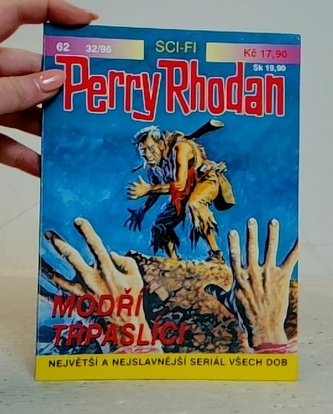 62 32/96 SCI-FI Kč 17,90
Sk 19,90
Perry Rhodan
MODŘÍ
TRPASLÍCI
NEJVĚTŠÍ A NEJSLAVNĚJŠÍ SERIÁL VŠECH DOB